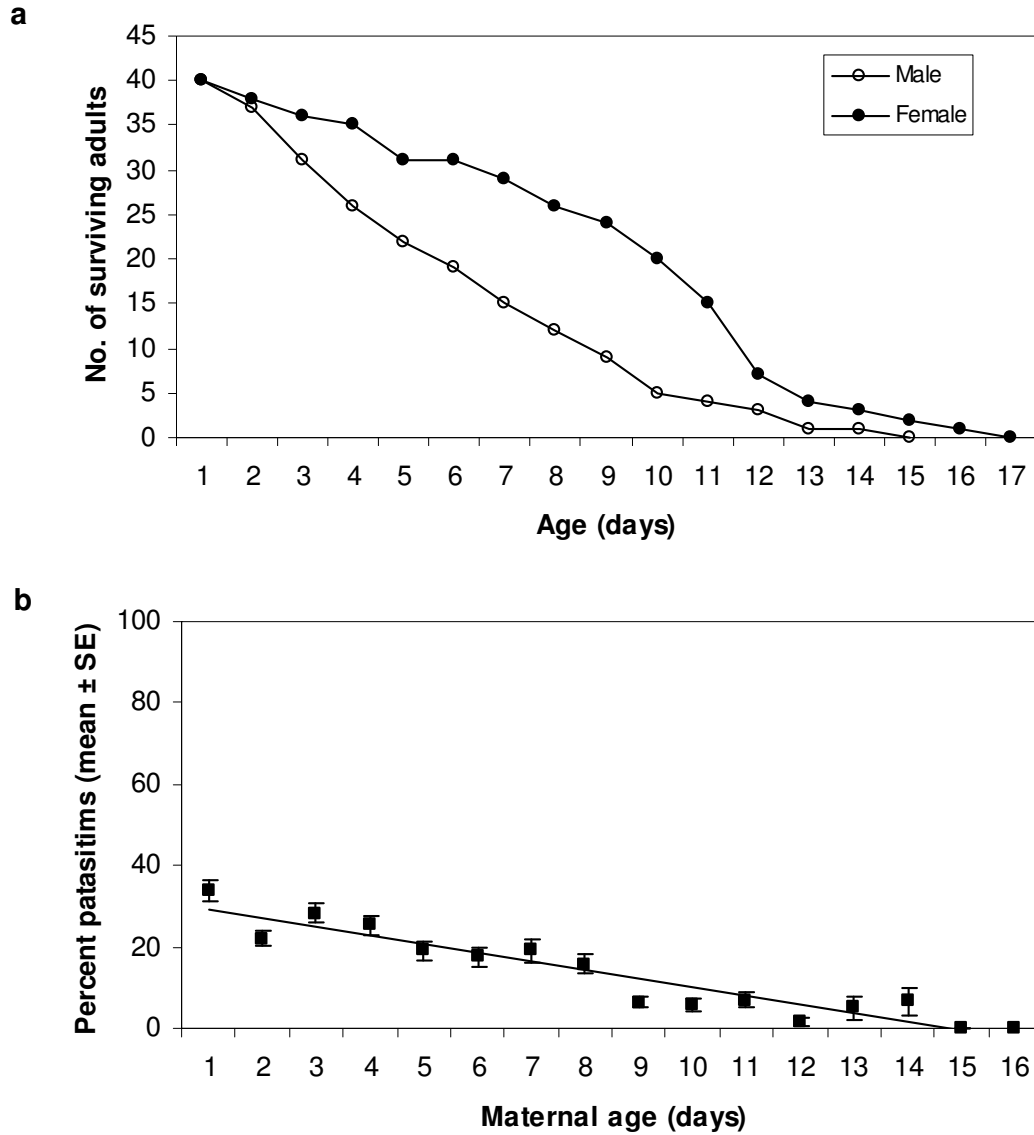 a
45
40
35
30
25
20
15
10
5
0
No. of surviving adults
Male
Female
1 2 3 4 5 6 7 8 9 10 11 12 13 14 15 16 17
Age (days)
b
100
80
60
40
20
0
Percent patasitims (mean ± SE)
1 2 3 4 5 6 7 8 9 10 11 12 13 14 15 16
Maternal age (days)